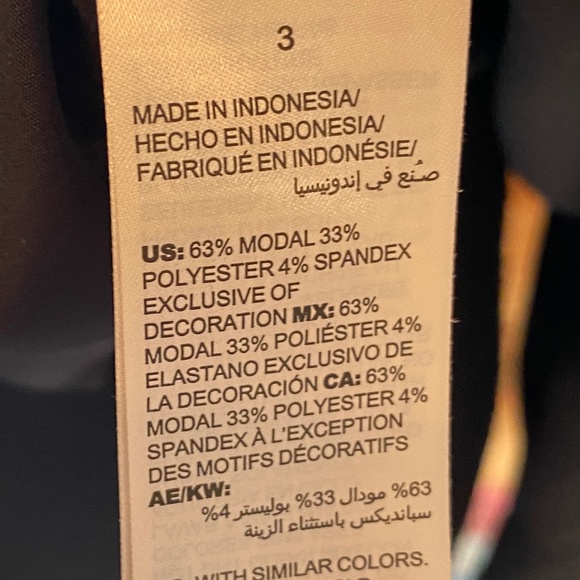 3
MADE IN INDONESIA/
HECHO EN INDONESIA/
FABRIQUÉ EN INDONÉSIE/
صُنع في إندونيسيا
US: 63% MODAL 33%
POLYESTER 4% SPANDEX
EXCLUSIVE OF
DECORATION MX: 63%
MODAL 33% POLIÉSTER 4%
ELASTANO EXCLUSIVO DE
LA DECORACIÓN CA: 63%
MODAL 33% POLYESTER 4%
SPANDEX À L'EXCEPTION
DES MOTIFS DÉCORATIFS
AE/KW:
63% مودال 33% بوليستر 4%
سبانديكس باستثناء الزينة
WITH SIMILAR COLORS.